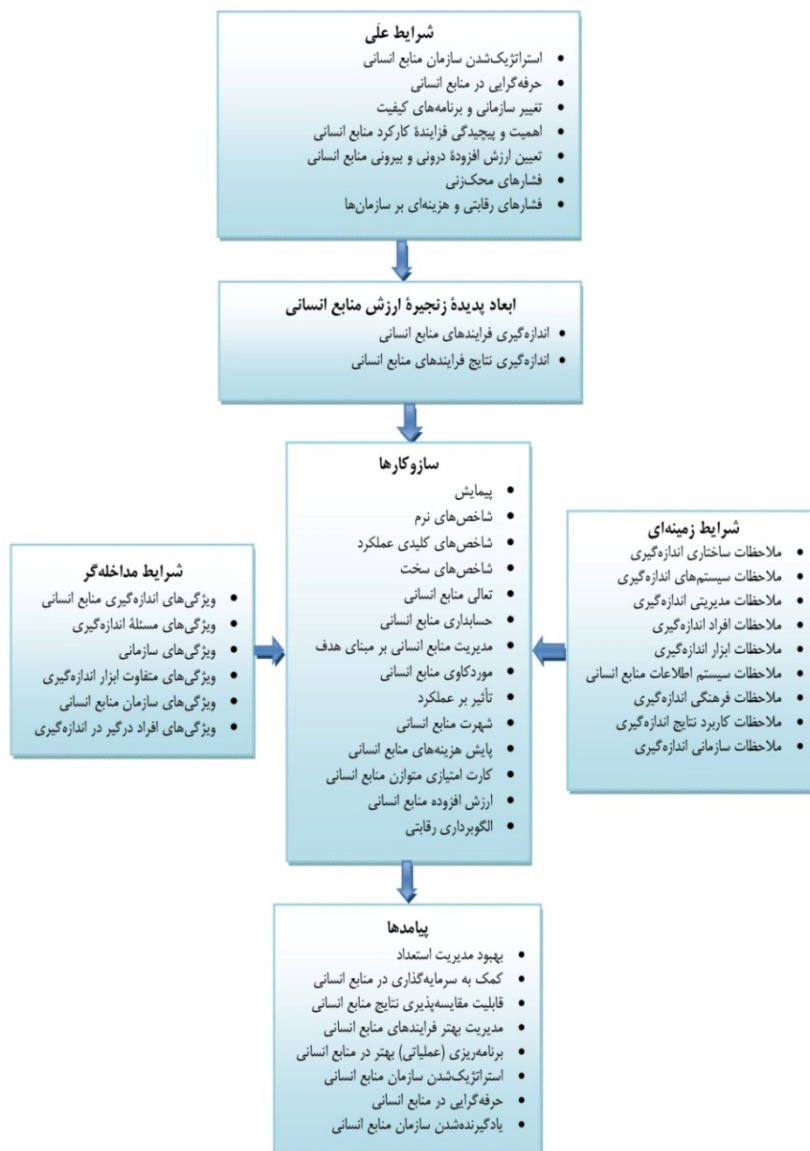 شرایط علّی
استراتژیک‌شدن سازمان منابع انسانی
حرفه‌گرایی در منابع انسانی
تغییر سازمانی و برنامه‌های کیفیت
اهمیت و پیچیدگی فزایندۀ کارکرد منابع انسانی
تعیین ارزش افزودۀ درونی و بیرونی منابع انسانی
فشارهای محک‌زنی
فشارهای رقابتی و هزینه‌ای بر سازمان‌ها
ابعاد پدیدۀ زنجیرۀ ارزش منابع انسانی
اندازه‌گیری فرایندهای منابع انسانی
اندازه‌گیری نتایج فرایندهای منابع انسانی
شرایط زمینه‌ای
ملاحظات ساختاری اندازه‌گیری
ملاحظات سیستم‌های اندازه‌گیری
ملاحظات مدیریتی اندازه‌گیری
ملاحظات افراد اندازه‌گیری
ملاحظات ابزار اندازه‌گیری
ملاحظات سیستم اطلاعات منابع انسانی
ملاحظات فرهنگی اندازه‌گیری
ملاحظات کاربرد نتایج اندازه‌گیری
ملاحظات سازمانی اندازه‌گیری
سازوکارها
پیمایش
شاخص‌های نرم
شاخص‌های کلیدی عملکرد
شاخص‌های سخت
تعالی منابع انسانی
حسابداری منابع انسانی
مدیریت منابع انسانی بر مبنای هدف
موردکاوی منابع انسانی
تأثیر بر عملکرد
شهرت منابع انسانی
پایش هزینه‌های منابع انسانی
کارت امتیازی متوازن منابع انسانی
ارزش افزوده منابع انسانی
الگوبرداری رقابتی
شرایط مداخله‌گر
ویژگی‌های اندازه‌گیری منابع انسانی
ویژگی‌های مسئلۀ اندازه‌گیری
ویژگی‌های سازمانی
ویژگی‌های متفاوت ابزار اندازه‌گیری
ویژگی‌های سازمان منابع انسانی
ویژگی‌های افراد درگیر در اندازه‌گیری
پیامدها
بهبود مدیریت استعداد
کمک به سرمایه‌گذاری در منابع انسانی
قابلیت مقایسه‌پذیری نتایج منابع انسانی
مدیریت بهتر فرایندهای منابع انسانی
برنامه‌ریزی (عملیاتی) بهتر در منابع انسانی
استراتژیک‌شدن سازمان منابع انسانی
حرفه‌گرایی در منابع انسانی
یادگیرنده‌شدن سازمان منابع انسانی